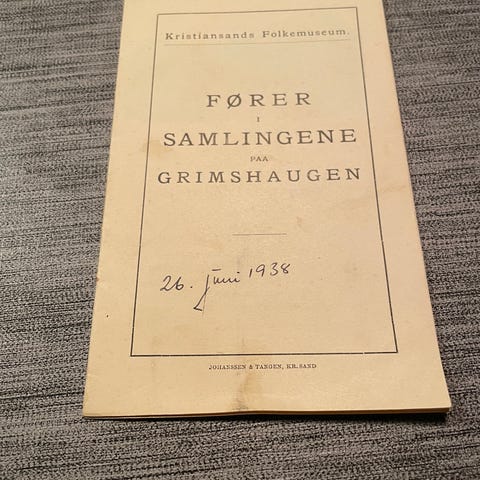 Kristiansands Folkemuseum.
FØRER
I
SAMLINGENE
PAA
GRIMSHAUGEN
26. juni 1938
JOHANSSEN & TANGEN, KR.SAND